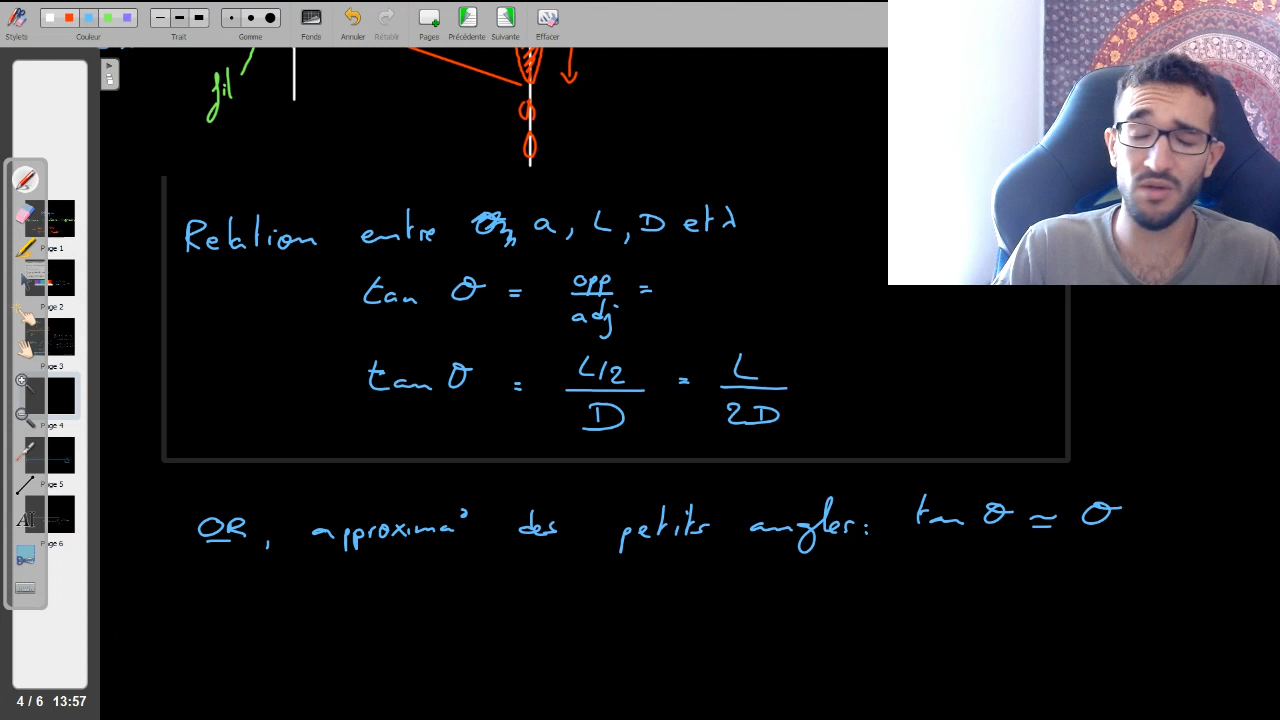 Stylets Couleur Trait Gomme Fonds Annuler Rétablir Pages Précédente Suivante Effacer
fil
Relation entre a, L, D et λ
tan θ = opp/adj =
tan θ = L/2 / D = L / 2D
OR, approxima° des petits angles : tan θ ≃ θ
Page 1
Page 2
Page 3
Page 4
Page 5
Page 6
4 / 6 13:57